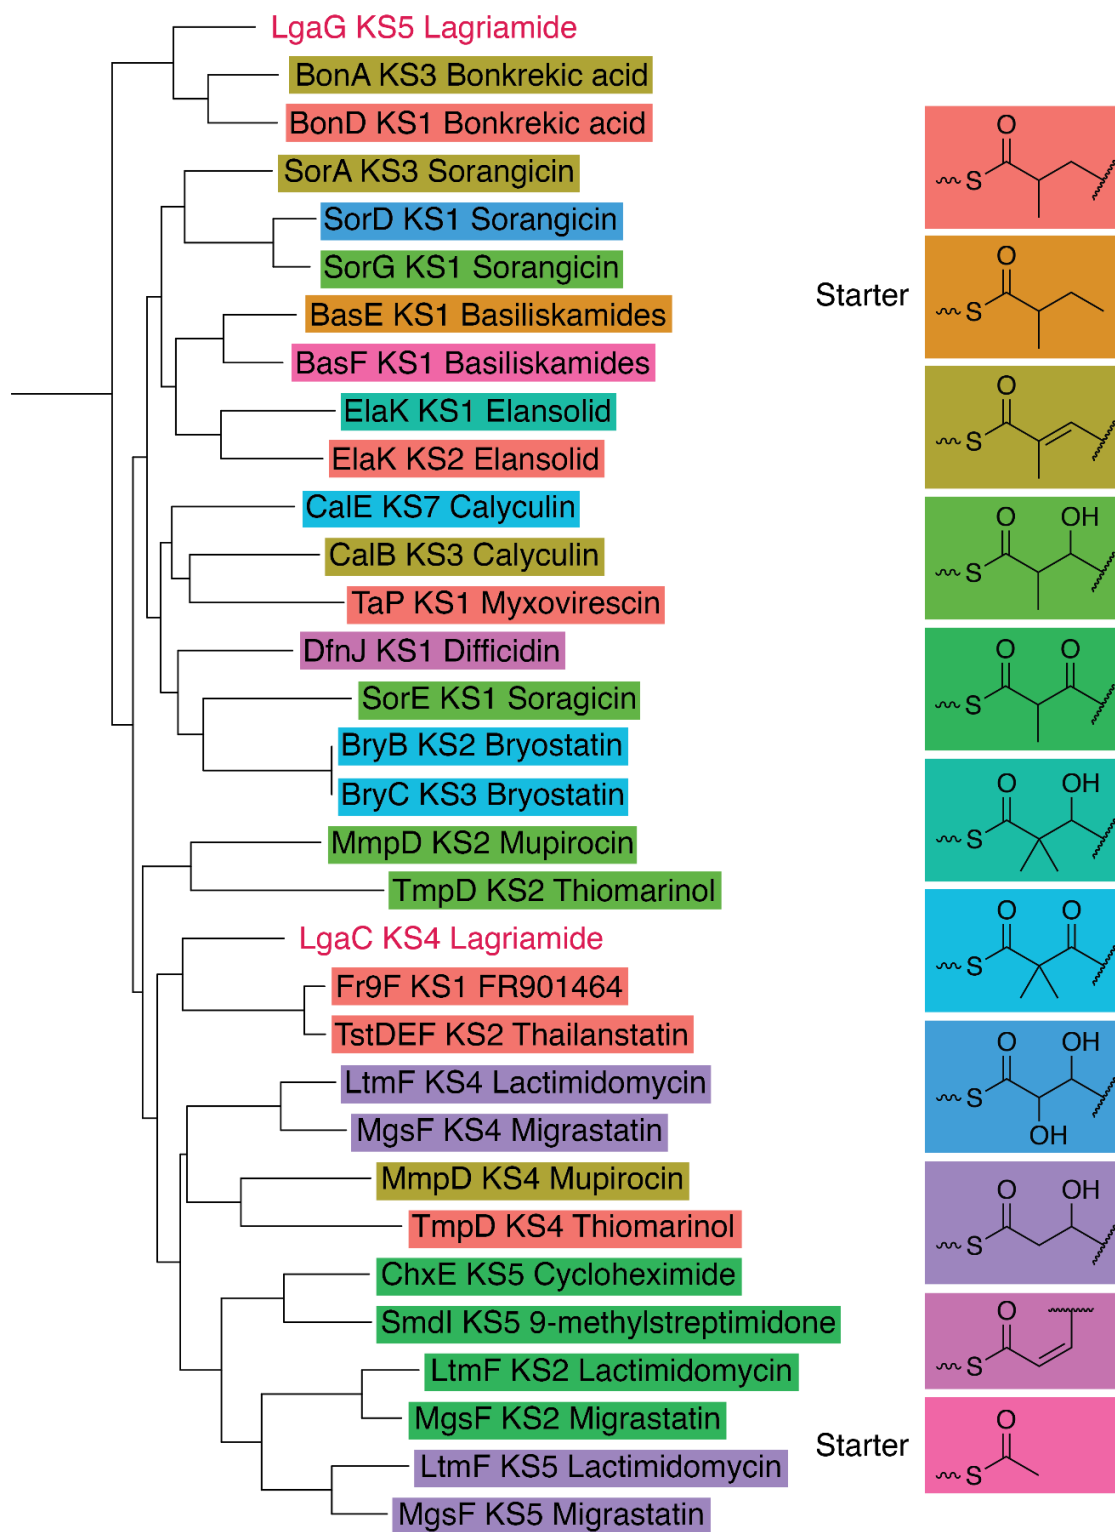 LgaG KS5 Lagriamide
BonA KS3 Bonkrekic acid
BonD KS1 Bonkrekic acid
SorA KS3 Sorangicin
SorD KS1 Sorangicin
SorG KS1 Sorangicin
BasE KS1 Basiliskamides
BasF KS1 Basiliskamides
ElaK KS1 Elansolid
ElaK KS2 Elansolid
CalE KS7 Calyculin
CalB KS3 Calyculin
TaP KS1 Myxovirescin
DfnJ KS1 Difficidin
SorE KS1 Soragicin
BryB KS2 Bryostatin
BryC KS3 Bryostatin
MmpD KS2 Mupirocin
TmpD KS2 Thiomarinol
LgaC KS4 Lagriamide
Fr9F KS1 FR901464
TstDEF KS2 Thailanstatin
LtmF KS4 Lactimidomycin
MgsF KS4 Migrastatin
MmpD KS4 Mupirocin
TmpD KS4 Thiomarinol
ChxE KS5 Cycloheximide
SmdI KS5 9-methylstreptimidone
LtmF KS2 Lactimidomycin
MgsF KS2 Migrastatin
LtmF KS5 Lactimidomycin
MgsF KS5 Migrastatin
O
S
Starter
O
S
O
S
O OH
S
O O
S
O OH
S
O O
S
O OH
S
OH
O OH
S
O
S
Starter
O
S